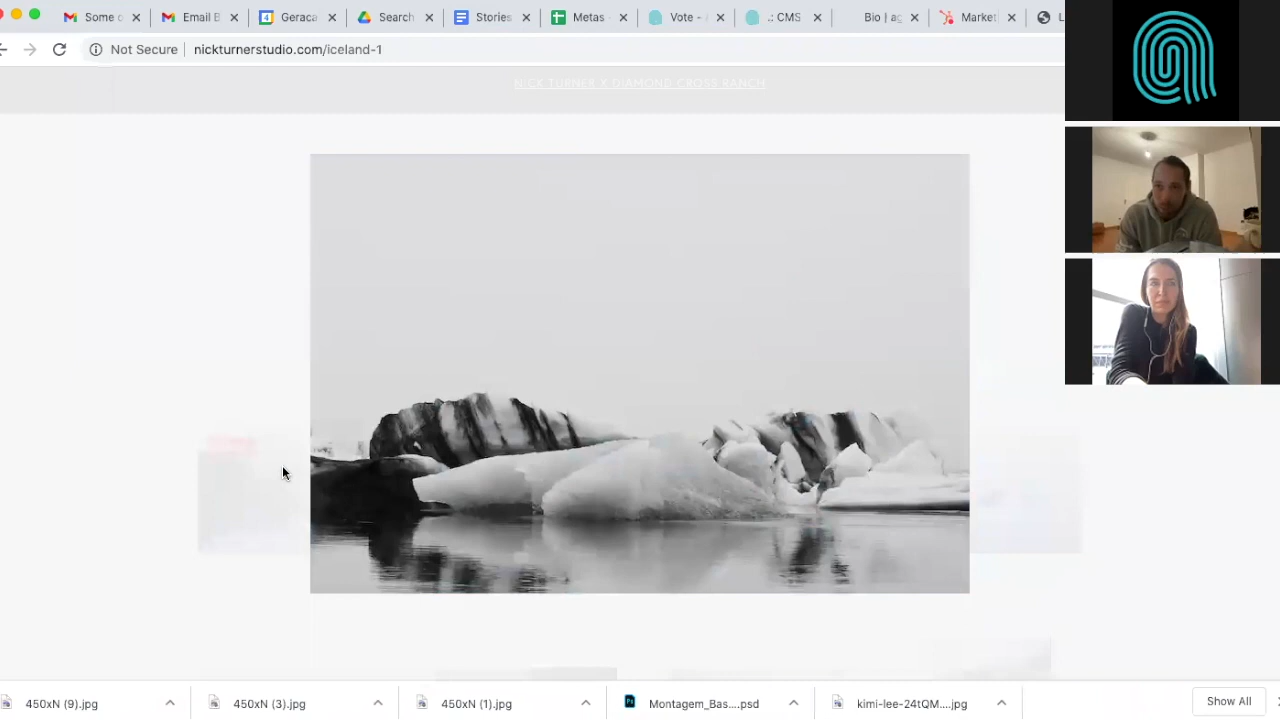 Some o
Email B
4
Geraca
Search
Stories
Metas -
Vote -
.: CMS
Bio | ag
Market
L
Not Secure
nickturnerstudio.com/iceland-1
NICK TURNER X DIAMOND CROSS RANCH
450xN (9).jpg
450xN (3).jpg
450xN (1).jpg
Ps
Montagem_Bas....psd
kimi-lee-24tQM....jpg
Show All